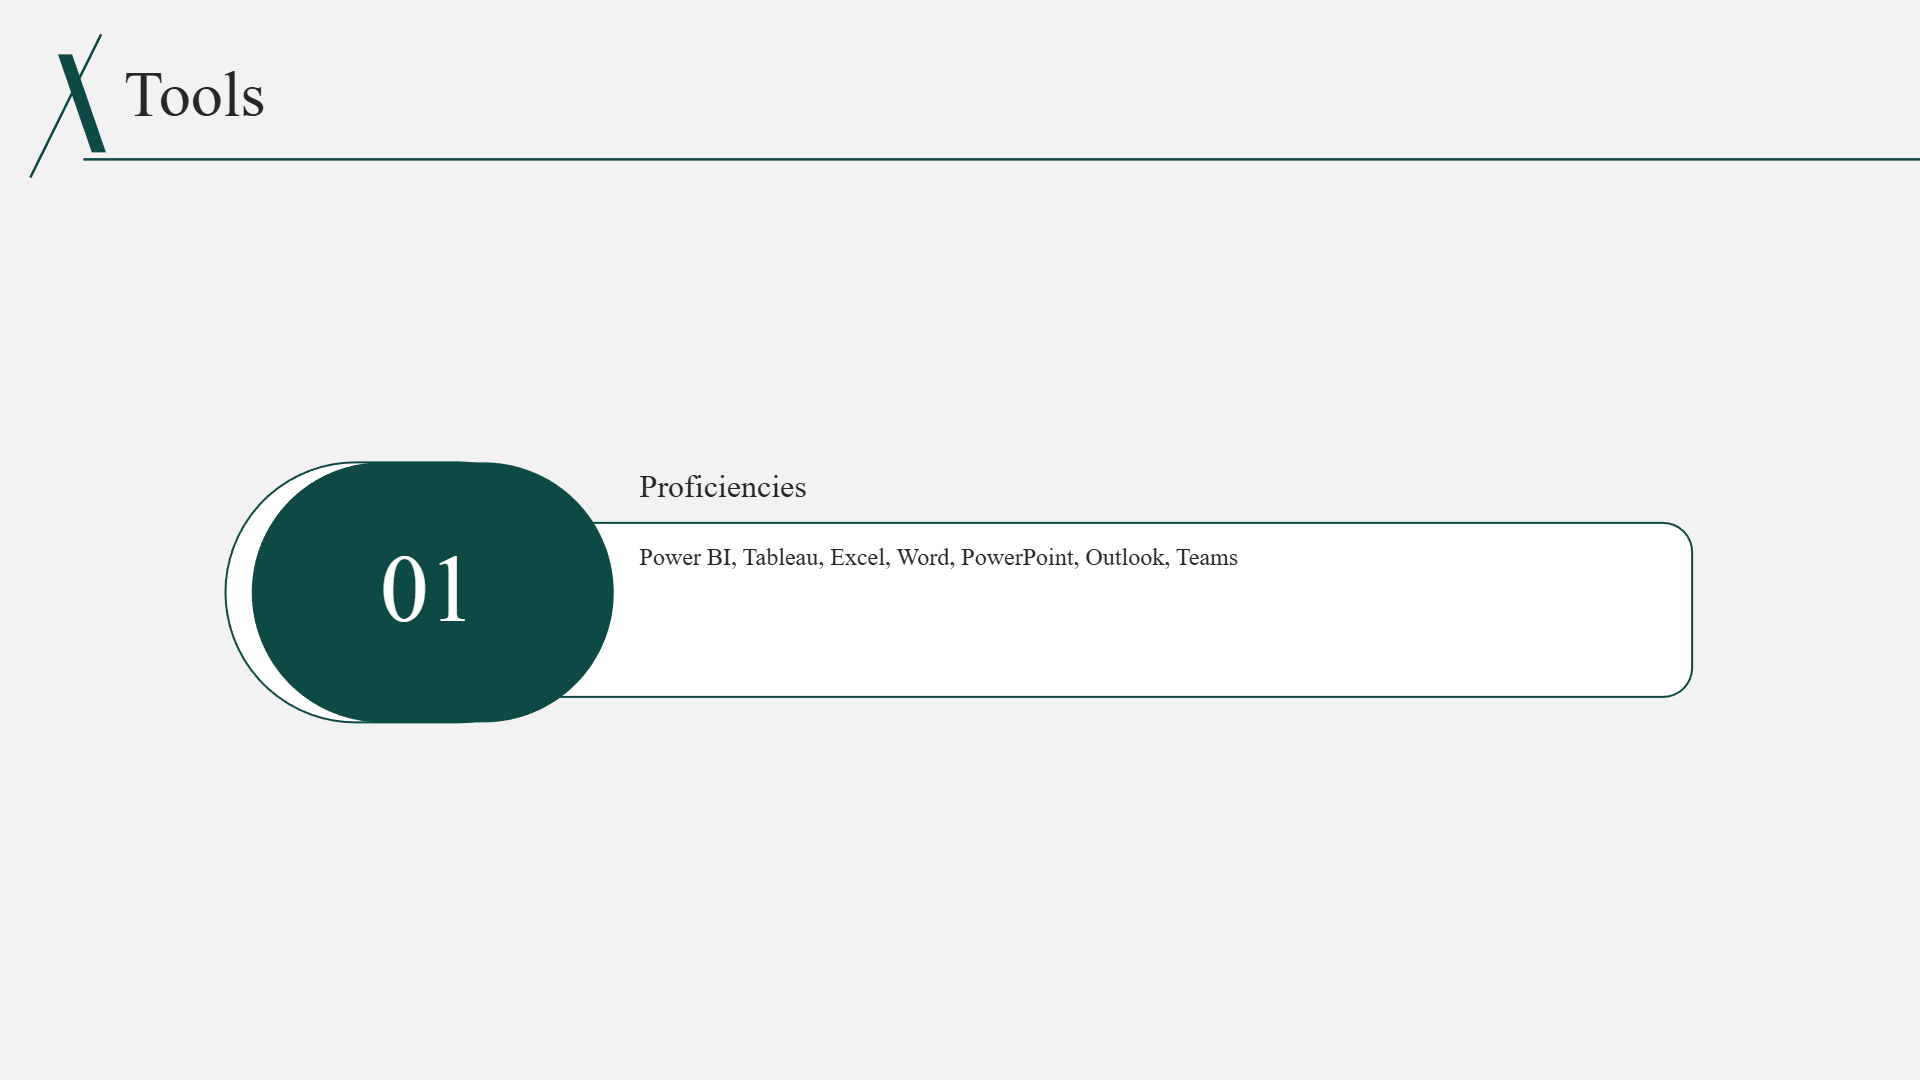 Tools
Proficiencies
01
Power BI, Tableau, Excel, Word, PowerPoint, Outlook, Teams